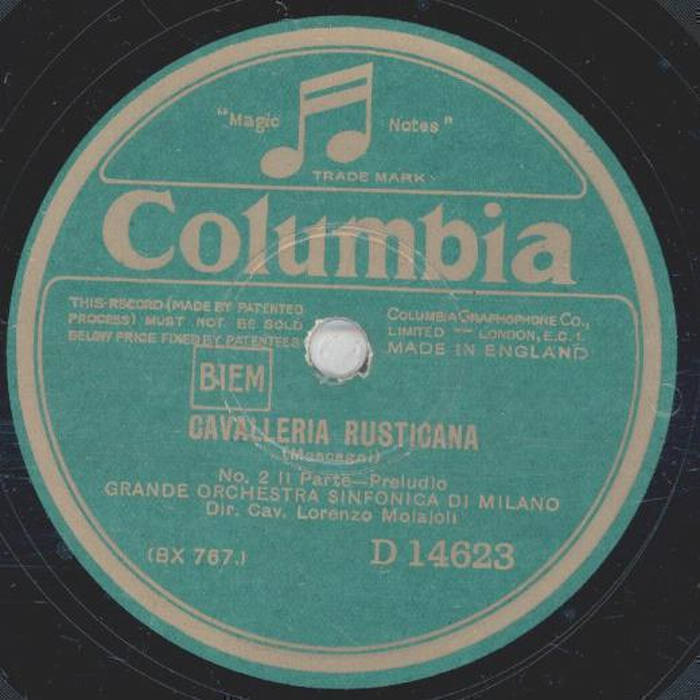 "Magic Notes"
TRADE MARK
Columbia
THIS RECORD (MADE BY PATENTED
PROCESS) MUST NOT BE SOLD
BELOW PRICE FIXED BY PATENTEES
COLUMBIA GRAPHOPHONE CO.,
LIMITED — LONDON, E.C.1.
MADE IN ENGLAND
BIEM
CAVALLERIA RUSTICANA
(Mascagni)
No. 2 II Parte—Preludio
GRANDE ORCHESTRA SINFONICA DI MILANO
Dir. Cav. Lorenzo Molajoli
(BX 767.)
D 14623